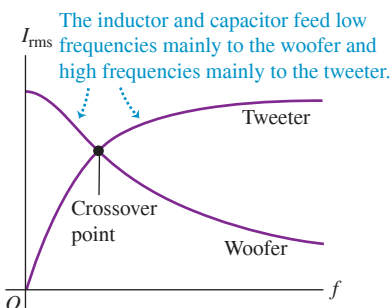 The inductor and capacitor feed low
frequencies mainly to the woofer and
high frequencies mainly to the tweeter.
I_rms
Tweeter
Crossover
point
Woofer
O
f